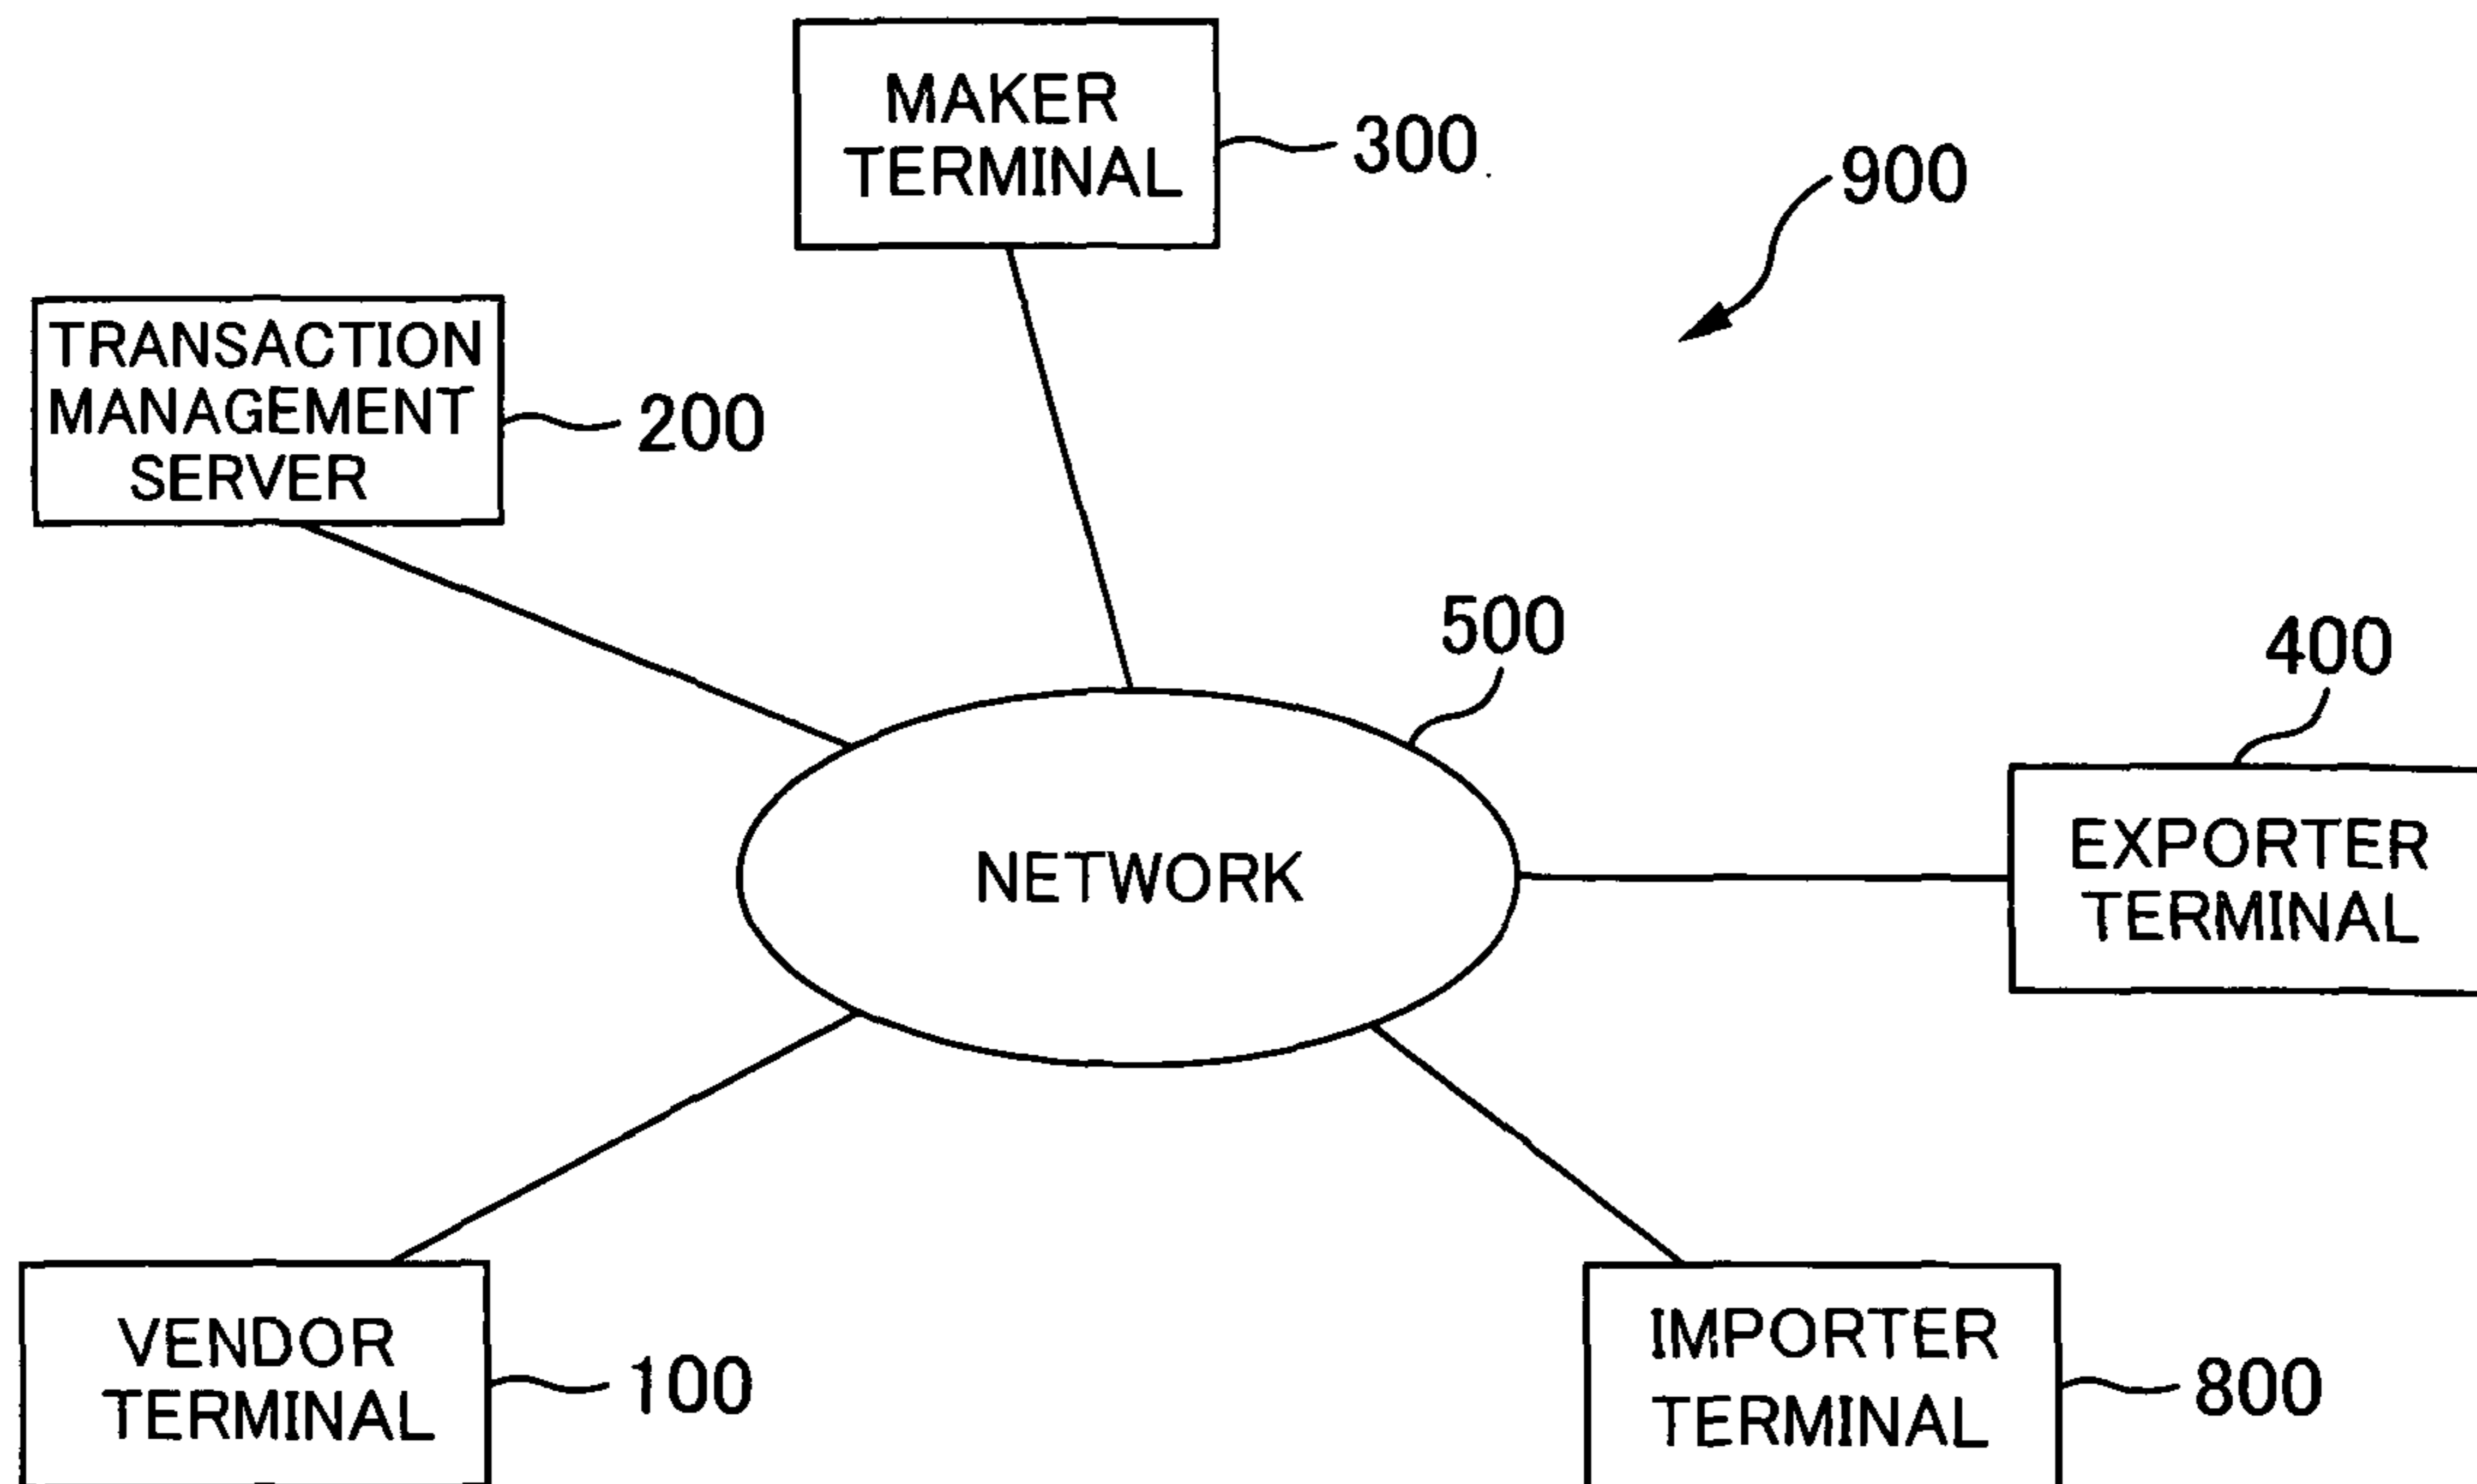 MAKER
TERMINAL
300
900
TRANSACTION
MANAGEMENT
SERVER
200
500
400
NETWORK
EXPORTER
TERMINAL
VENDOR
TERMINAL
100
IMPORTER
TERMINAL
800